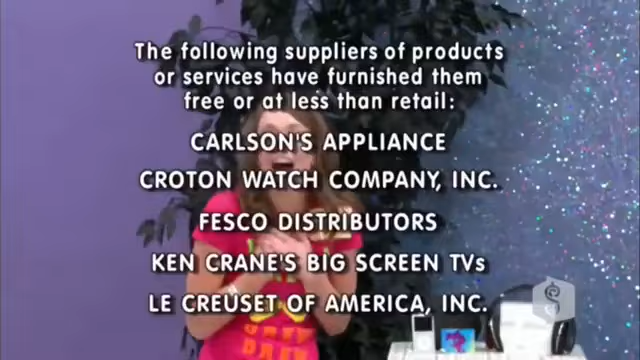 The following suppliers of products
or services have furnished them
free or at less than retail:
CARLSON'S APPLIANCE
CROTON WATCH COMPANY, INC.
FESCO DISTRIBUTORS
KEN CRANE'S BIG SCREEN TVs
LE CREUSET OF AMERICA, INC.